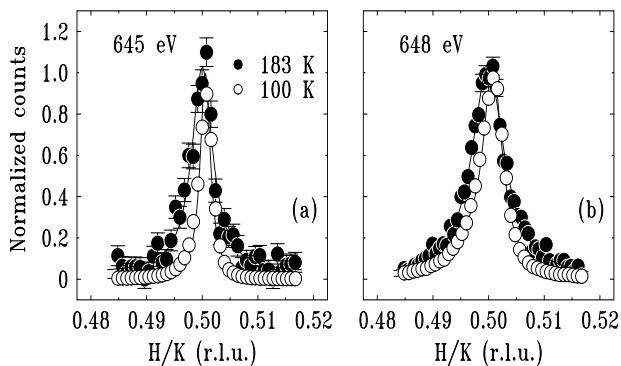 645 eV
183 K
100 K
(a)
Normalized counts
1.2
1.0
0.8
0.6
0.4
0.2
0
0.48 0.49 0.50 0.51 0.52
H/K (r.l.u.)
648 eV
(b)
0.48 0.49 0.50 0.51 0.52
H/K (r.l.u.)